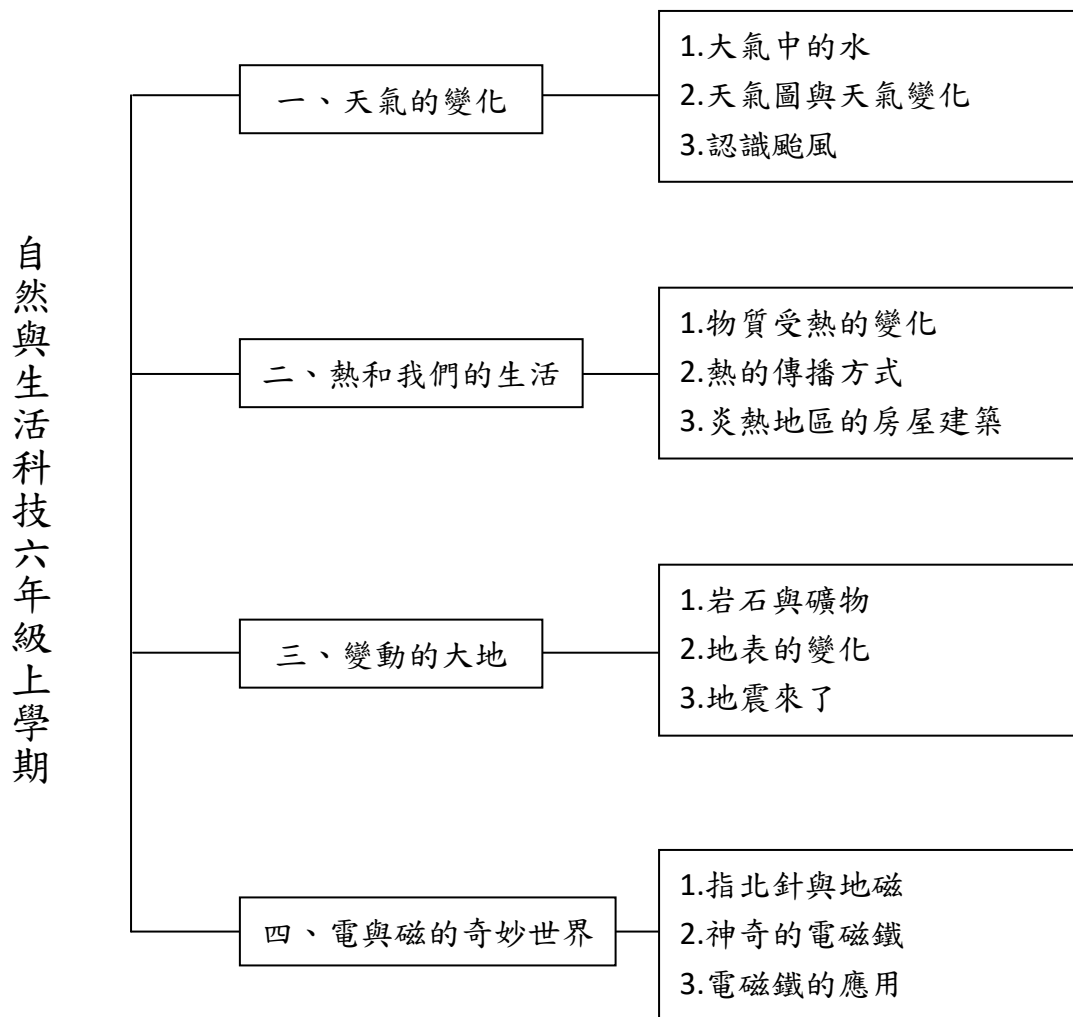 自然與生活科技六年級上學期
一、天氣的變化
1.大氣中的水
2.天氣圖與天氣變化
3.認識颱風
二、熱和我們的生活
1.物質受熱的變化
2.熱的傳播方式
3.炎熱地區的房屋建築
三、變動的大地
1.岩石與礦物
2.地表的變化
3.地震來了
四、電與磁的奇妙世界
1.指北針與地磁
2.神奇的電磁鐵
3.電磁鐵的應用